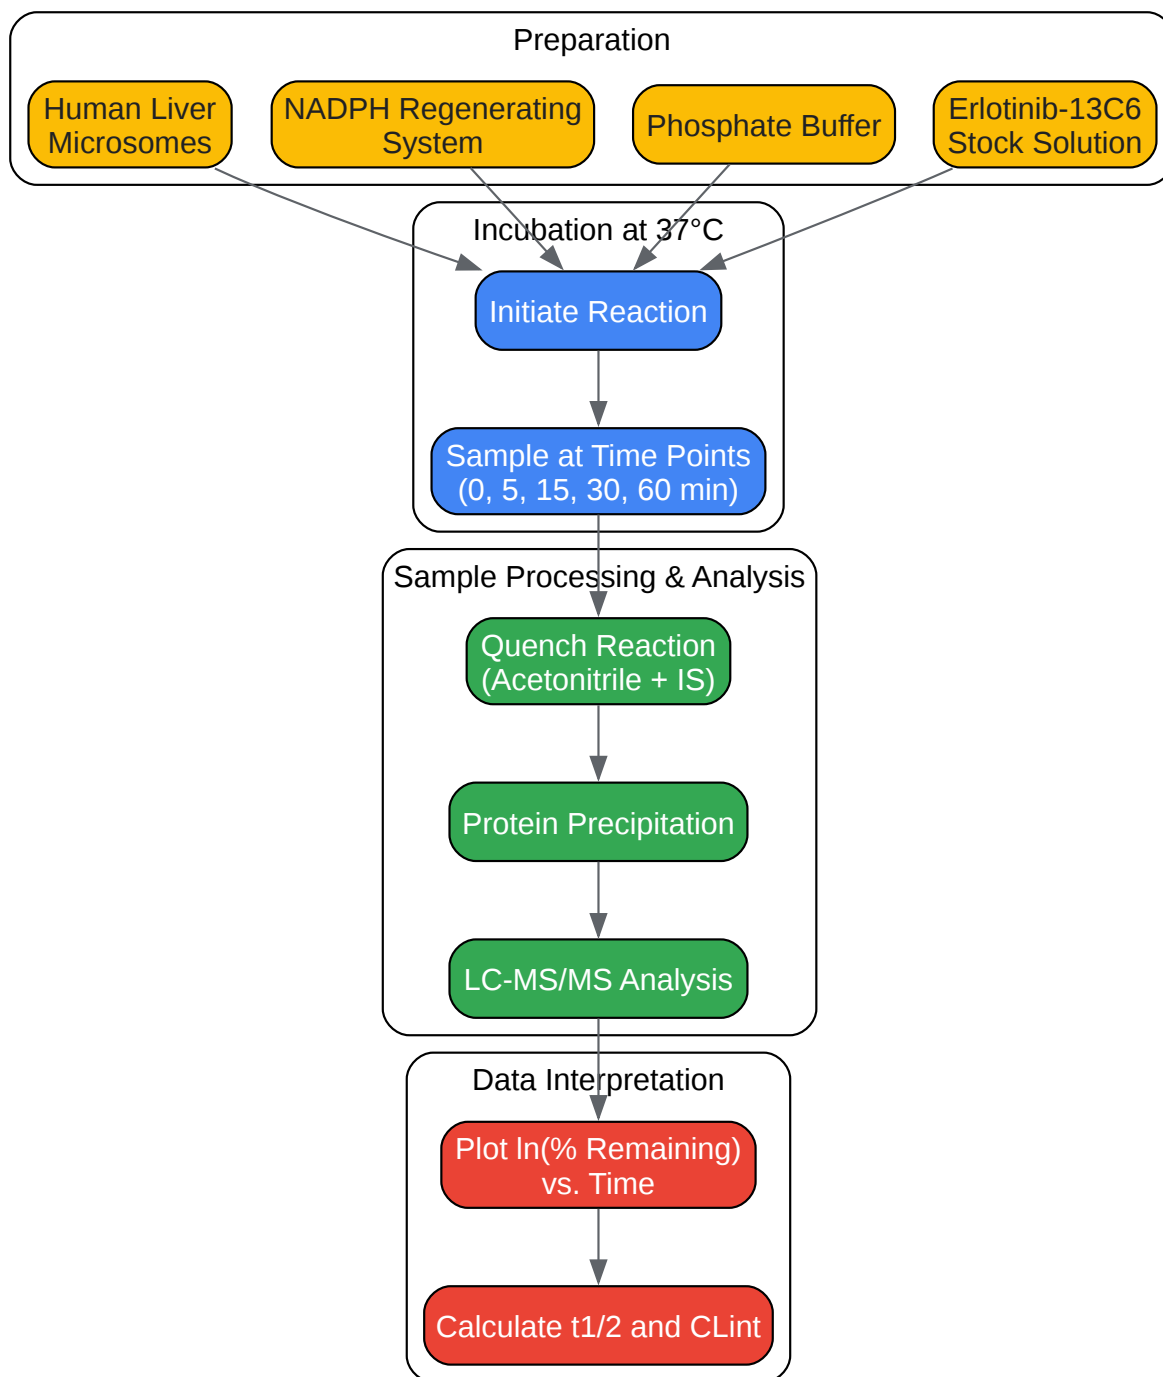 Preparation
Human Liver
Microsomes
NADPH Regenerating
System
Phosphate Buffer
Erlotinib-13C6
Stock Solution
Incubation at 37°C
Initiate Reaction
Sample at Time Points
(0, 5, 15, 30, 60 min)
Sample Processing & Analysis
Quench Reaction
(Acetonitrile + IS)
Protein Precipitation
LC-MS/MS Analysis
Data Interpretation
Plot ln(% Remaining)
vs. Time
Calculate t1/2 and CLint